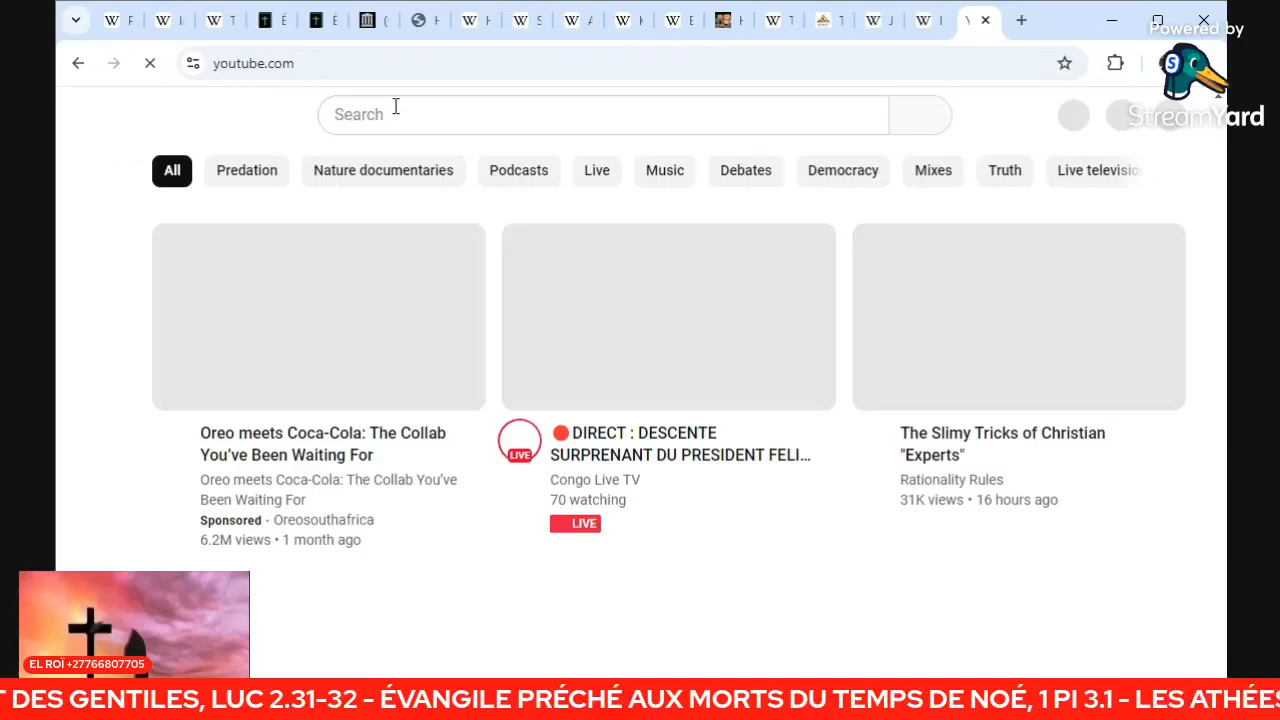 Powered by
StreamYard
youtube.com
Search
All
Predation
Nature documentaries
Podcasts
Live
Music
Debates
Democracy
Mixes
Truth
Live televisio
Oreo meets Coca-Cola: The Collab
You’ve Been Waiting For
Oreo meets Coca-Cola: The Collab You’ve
Been Waiting For
Sponsored · Oreosouthafrica
6.2M views • 1 month ago
LIVE
DIRECT : DESCENTE
SURPRENANT DU PRESIDENT FELI...
Congo Live TV
70 watching
LIVE
The Slimy Tricks of Christian
"Experts"
Rationality Rules
31K views • 16 hours ago
EL ROÏ +27766807705
T DES GENTILES, LUC 2.31-32 - ÉVANGILE PRÉCHÉ AUX MORTS DU TEMPS DE NOÉ, 1 PI 3.1 - LES ATHÉES